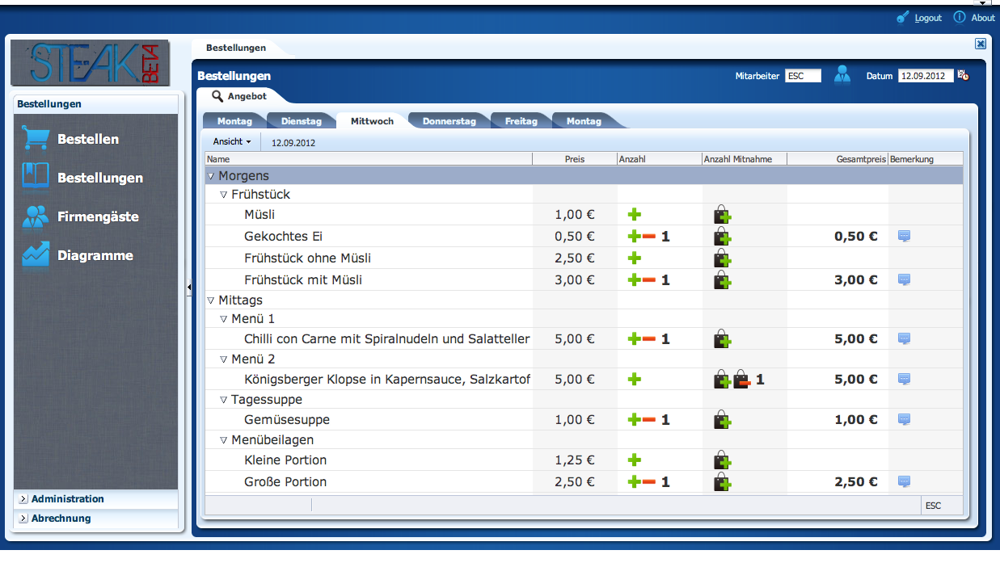 Logout About
STEAK BETA
Bestellungen
Bestellungen
Mitarbeiter ESC Datum 12.09.2012
Bestellungen
Bestellen
Bestellungen
Firmengäste
Diagramme
Administration
Abrechnung
Angebot
Montag Dienstag Mittwoch Donnerstag Freitag Montag
Ansicht 12.09.2012
Name Preis Anzahl Anzahl Mitnahme Gesamtpreis Bemerkung
Morgens
Frühstück
Müsli 1,00 €
Gekochtes Ei 0,50 € 1 0,50 €
Frühstück ohne Müsli 2,50 €
Frühstück mit Müsli 3,00 € 1 3,00 €
Mittags
Menü 1
Chilli con Carne mit Spiralnudeln und Salatteller 5,00 € 1 5,00 €
Menü 2
Königsberger Klopse in Kapernsauce, Salzkartof 5,00 € 1 5,00 €
Tagessuppe
Gemüsesuppe 1,00 € 1 1,00 €
Menübeilagen
Kleine Portion 1,25 €
Große Portion 2,50 € 1 2,50 €
ESC